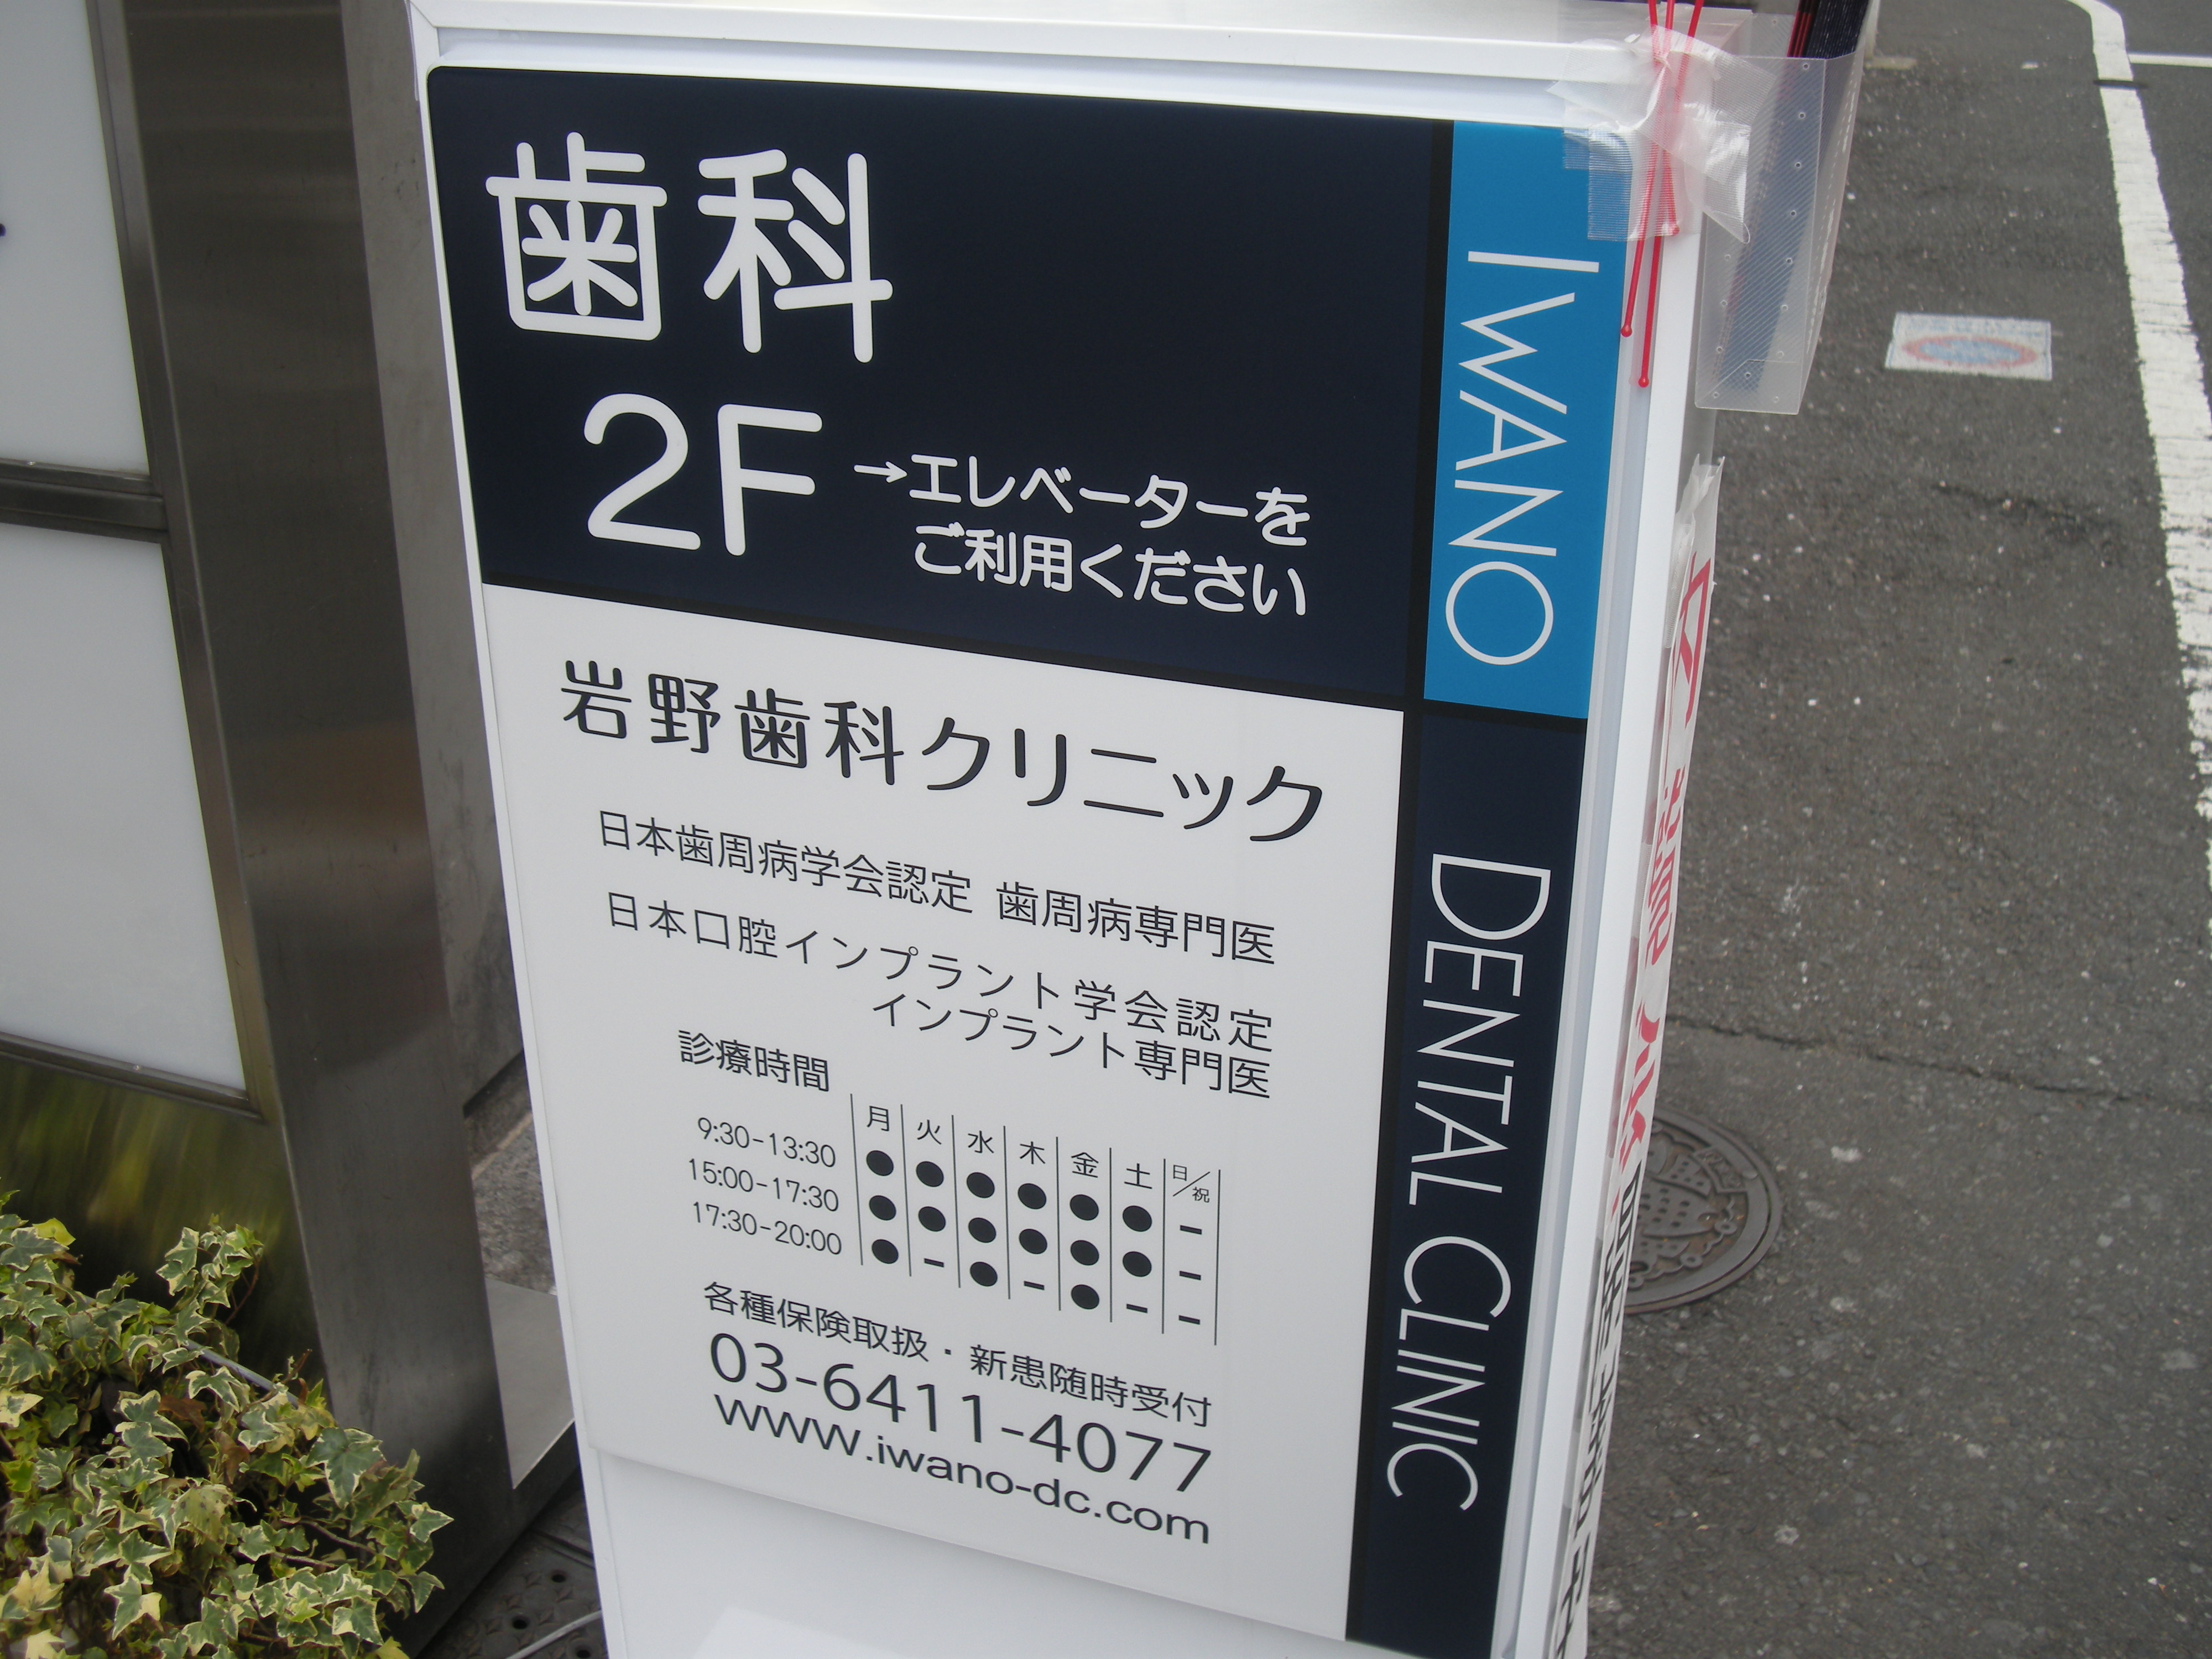 歯科
2F →エレベーターを
ご利用ください
IWANO
DENTAL CLINIC
岩野歯科クリニック
日本歯周病学会認定 歯周病専門医
日本口腔インプラント学会認定
インプラント専門医
診療時間
月 火 水 木 金 土 日/祝
9:30-13:30 ● ● ● ● ● ● -
15:00-17:30 ● ● ● ● ● ● -
17:30-20:00 ● - ● - ● - -
各種保険取扱・新患随時受付
03-6411-4077
www.iwano-dc.com